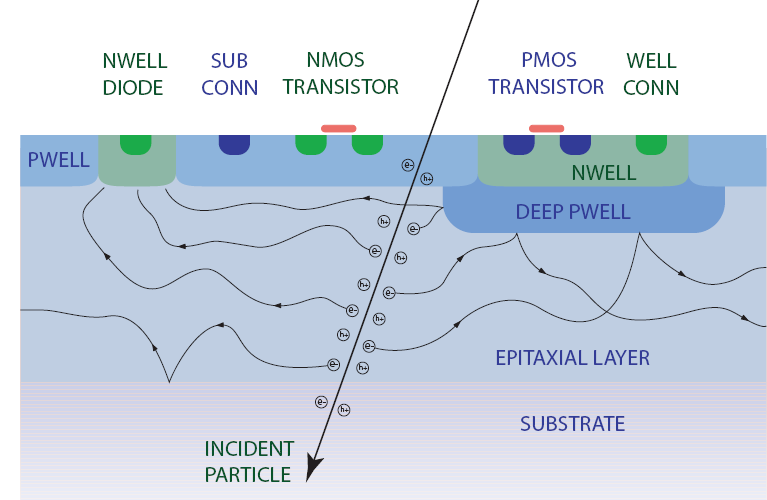 NWELL
DIODE
SUB
CONN
NMOS
TRANSISTOR
PMOS
TRANSISTOR
WELL
CONN
PWELL
NWELL
DEEP PWELL
e-
h+
h+
e-
e-
h+
h+
e-
e-
h+
h+
e-
e-
h+
e-
h+
EPITAXIAL LAYER
SUBSTRATE
INCIDENT
PARTICLE